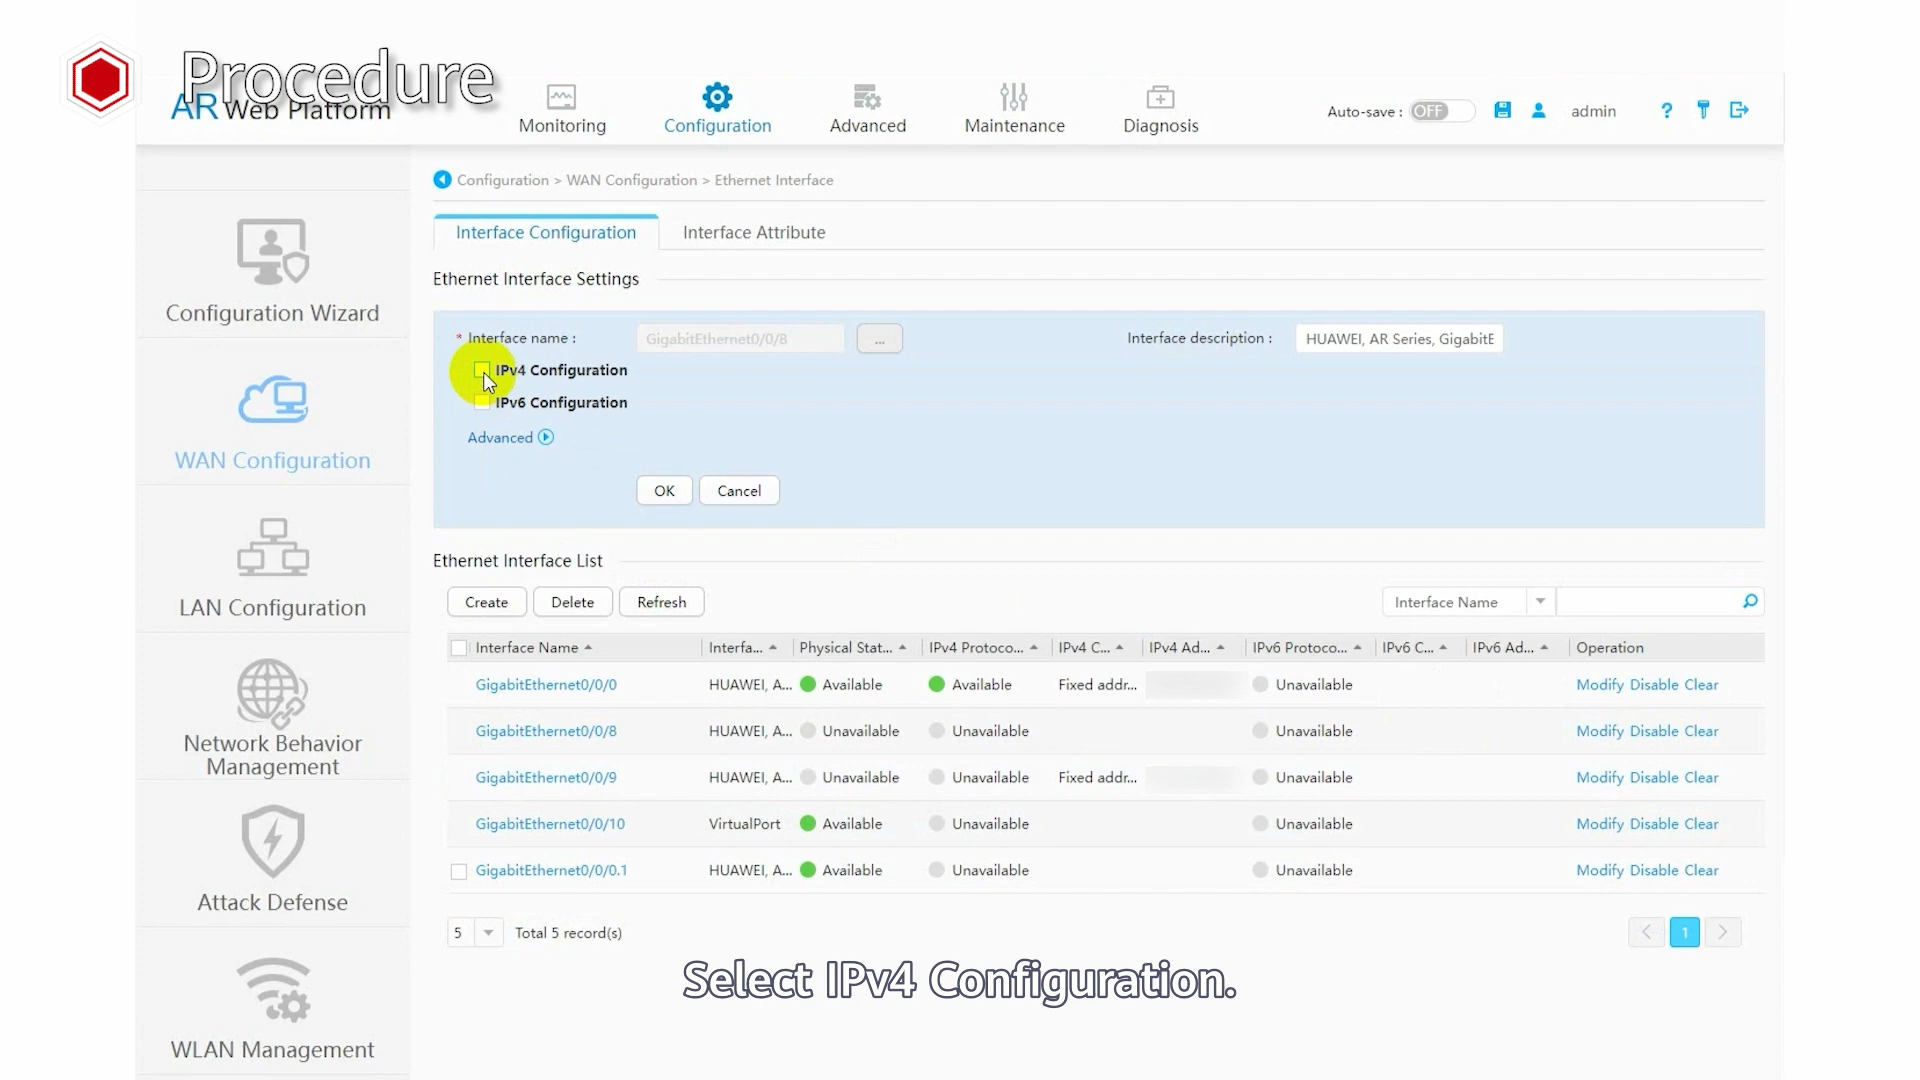 Procedure
AR Web Platform
Monitoring
Configuration
Advanced
Maintenance
Diagnosis
Auto-save : OFF
admin
?
Configuration > WAN Configuration > Ethernet Interface
Interface Configuration
Interface Attribute
Configuration Wizard
WAN Configuration
LAN Configuration
Network Behavior
Management
Attack Defense
WLAN Management
Ethernet Interface Settings
* Interface name : GigabitEthernet0/0/8 ... Interface description : HUAWEI, AR Series, GigabitE
IPv4 Configuration
IPv6 Configuration
Advanced
OK Cancel
Ethernet Interface List
Create Delete Refresh Interface Name
Interface Name Interfa... Physical Stat... IPv4 Protoco... IPv4 C... IPv4 Ad... IPv6 Protoco... IPv6 C... IPv6 Ad... Operation
GigabitEthernet0/0/0 HUAWEI, A... Available Available Fixed addr... Unavailable Modify Disable Clear
GigabitEthernet0/0/8 HUAWEI, A... Unavailable Unavailable Unavailable Modify Disable Clear
GigabitEthernet0/0/9 HUAWEI, A... Unavailable Unavailable Fixed addr... Unavailable Modify Disable Clear
GigabitEthernet0/0/10 VirtualPort Available Unavailable Unavailable Modify Disable Clear
GigabitEthernet0/0/0.1 HUAWEI, A... Available Unavailable Unavailable Modify Disable Clear
5 Total 5 record(s) < 1 >
Select IPv4 Configuration.